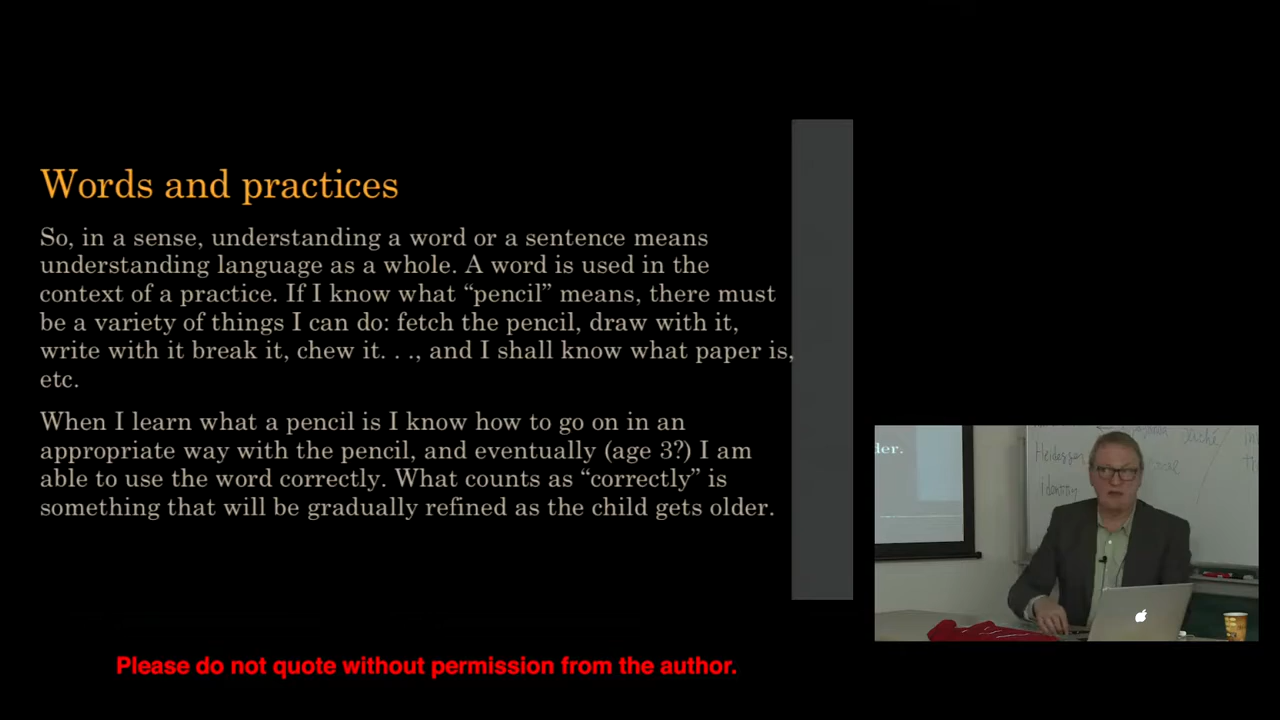 Words and practices
So, in a sense, understanding a word or a sentence means
understanding language as a whole. A word is used in the
context of a practice. If I know what “pencil” means, there must
be a variety of things I can do: fetch the pencil, draw with it,
write with it break it, chew it. . ., and I shall know what paper is,
etc.
When I learn what a pencil is I know how to go on in an
appropriate way with the pencil, and eventually (age 3?) I am
able to use the word correctly. What counts as “correctly” is
something that will be gradually refined as the child gets older.
der.
Heidegger
identity
Please do not quote without permission from the author.